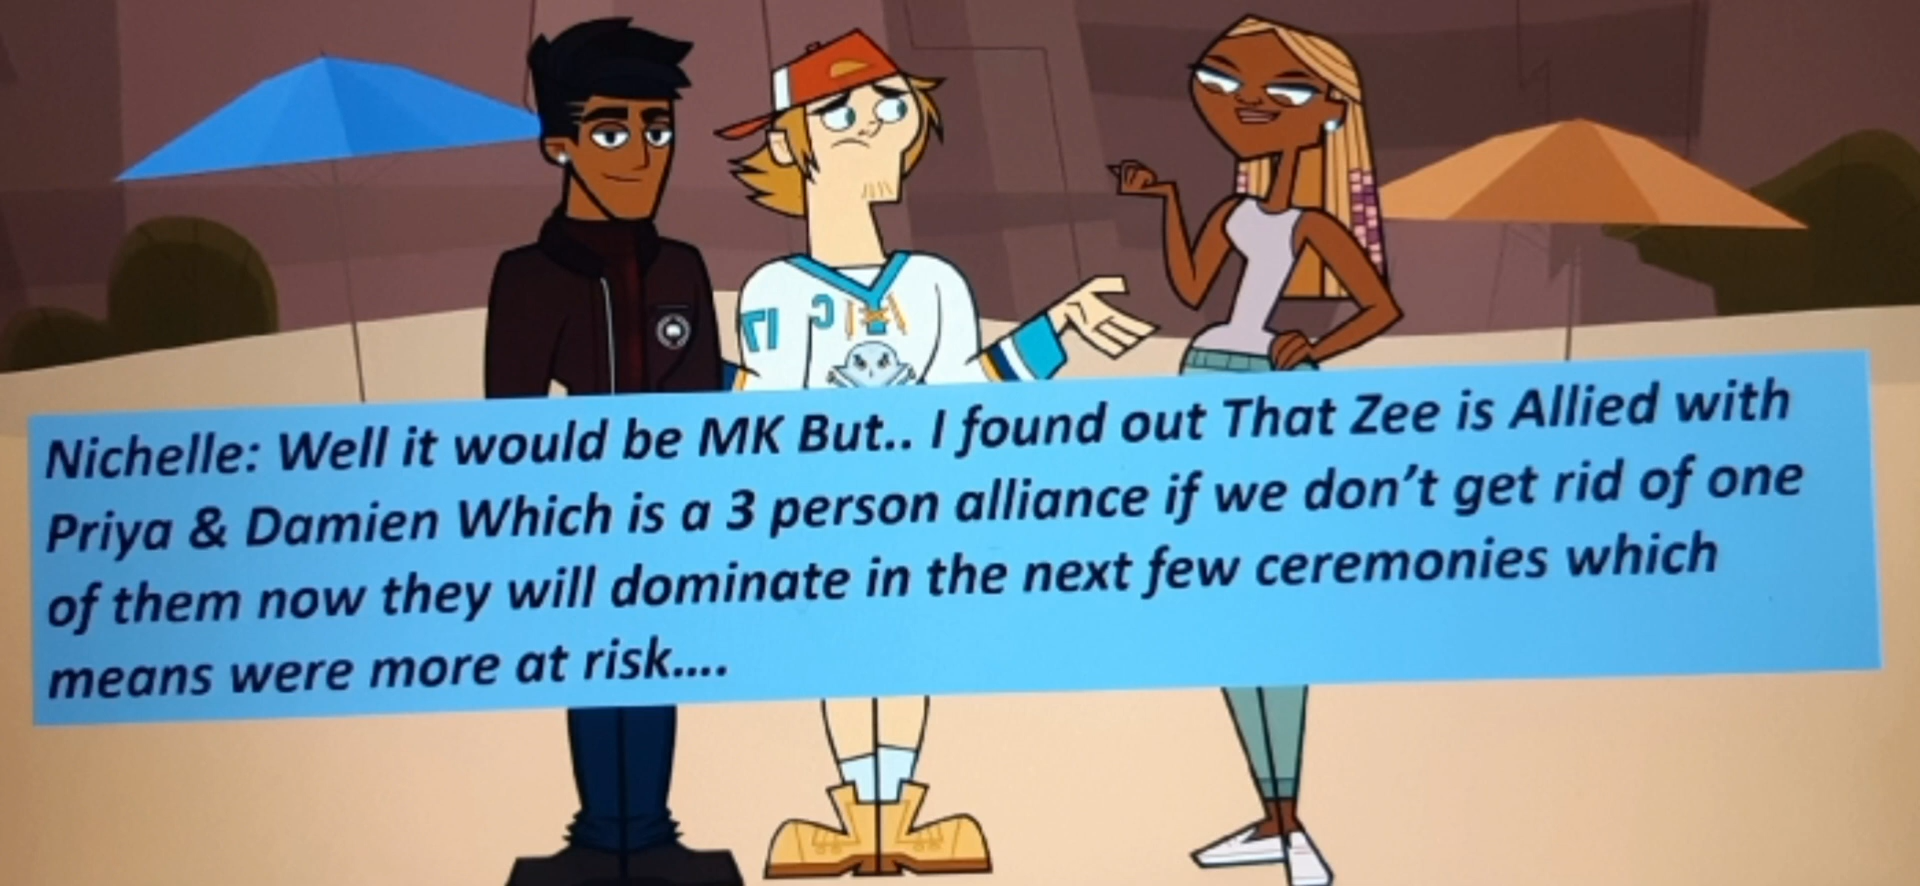 17 C
Nichelle: Well it would be MK But.. I found out That Zee is Allied with
Priya & Damien Which is a 3 person alliance if we don't get rid of one
of them now they will dominate in the next few ceremonies which
means were more at risk....